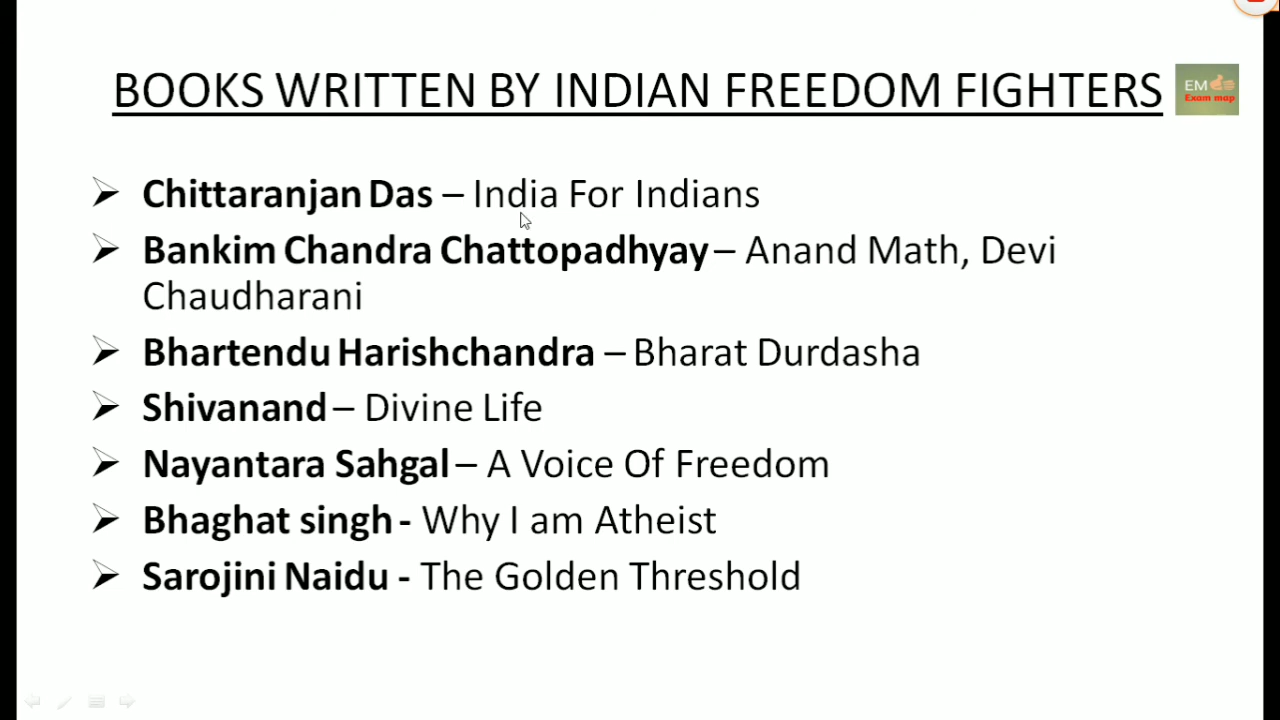 BOOKS WRITTEN BY INDIAN FREEDOM FIGHTERS
EM
Exam map
Chittaranjan Das – India For Indians
Bankim Chandra Chattopadhyay – Anand Math, Devi
Chaudharani
Bhartendu Harishchandra – Bharat Durdasha
Shivanand – Divine Life
Nayantara Sahgal – A Voice Of Freedom
Bhaghat singh - Why I am Atheist
Sarojini Naidu - The Golden Threshold